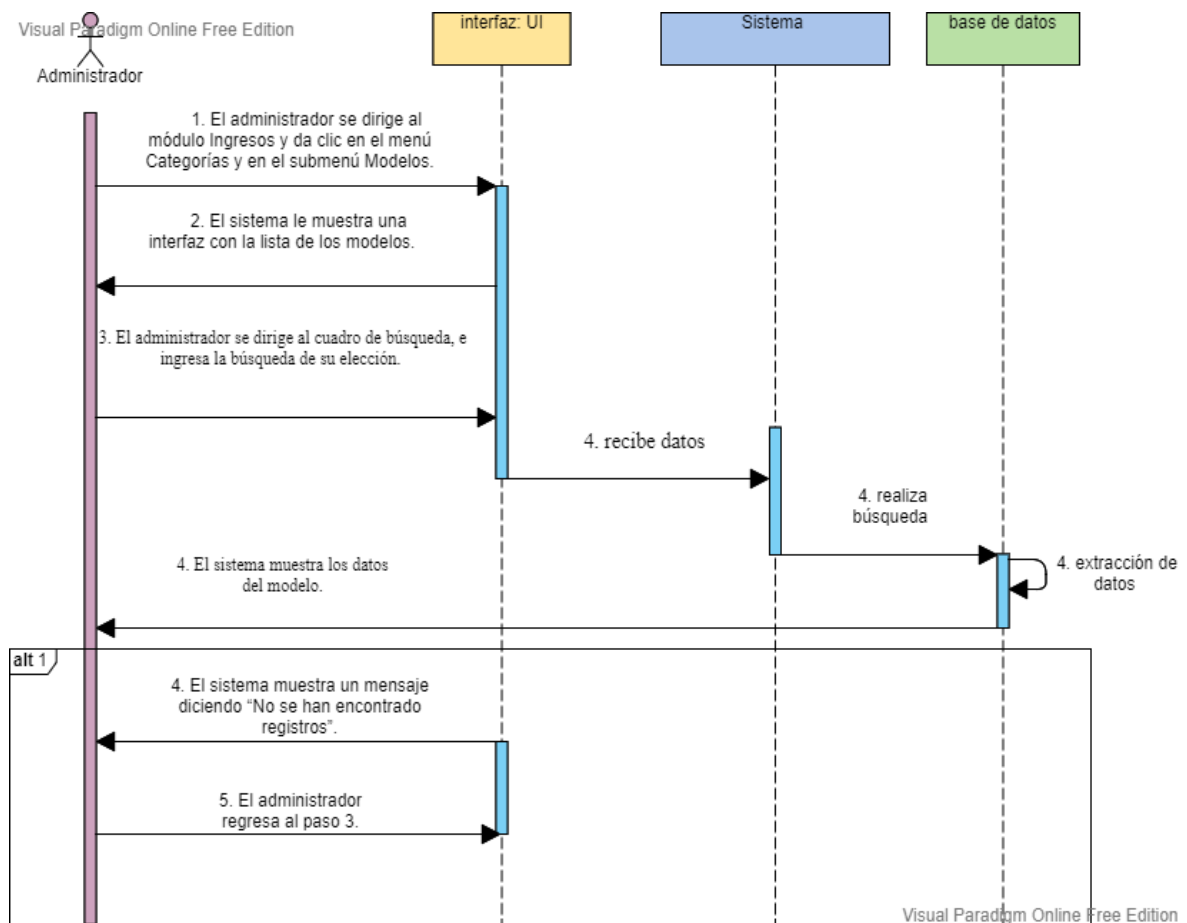 Visual Paradigm Online Free Edition
Administrador
interfaz: UI
Sistema
base de datos
1. El administrador se dirige al
módulo Ingresos y da clic en el menú
Categorías y en el submenú Modelos.
2. El sistema le muestra una
interfaz con la lista de los modelos.
3. El administrador se dirige al cuadro de búsqueda, e
ingresa la búsqueda de su elección.
4. recibe datos
4. realiza
búsqueda
4. extracción de
datos
4. El sistema muestra los datos
del modelo.
alt 1
4. El sistema muestra un mensaje
diciendo “No se han encontrado
registros”.
5. El administrador
regresa al paso 3.
Visual Paradigm Online Free Edition